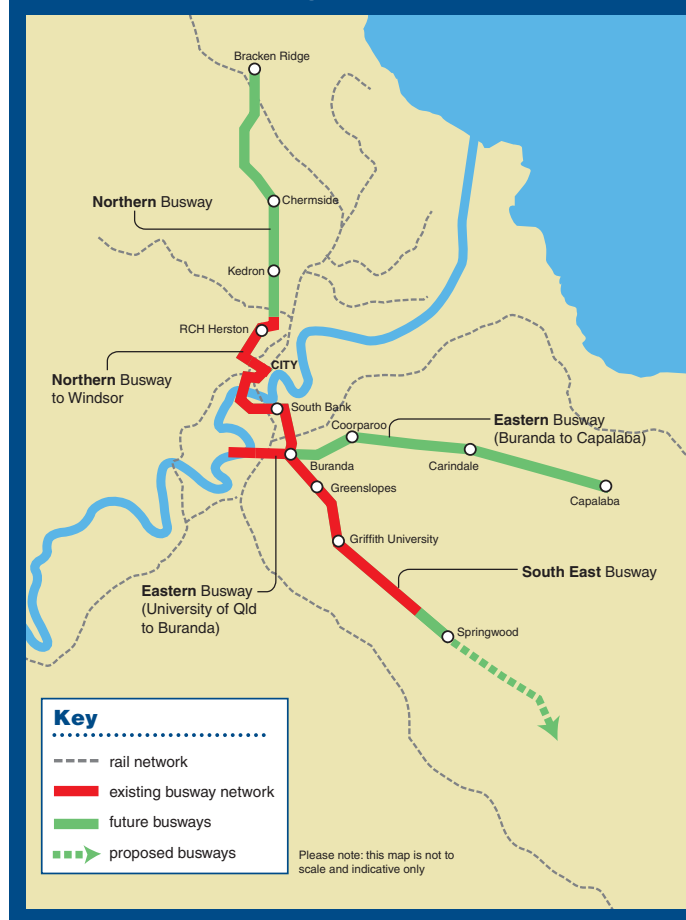 Bracken Ridge
Chermside
Northern Busway
Kedron
RCH Herston
CITY
Northern Busway
to Windsor
South Bank
Coorparoo
Eastern Busway
(Buranda to Capalaba)
Buranda
Carindale
Greenslopes
Capalaba
Griffith University
South East Busway
Eastern Busway
(University of Qld
to Buranda)
Springwood
Key
rail network
existing busway network
future busways
proposed busways
Please note: this map is not to
scale and indicative only